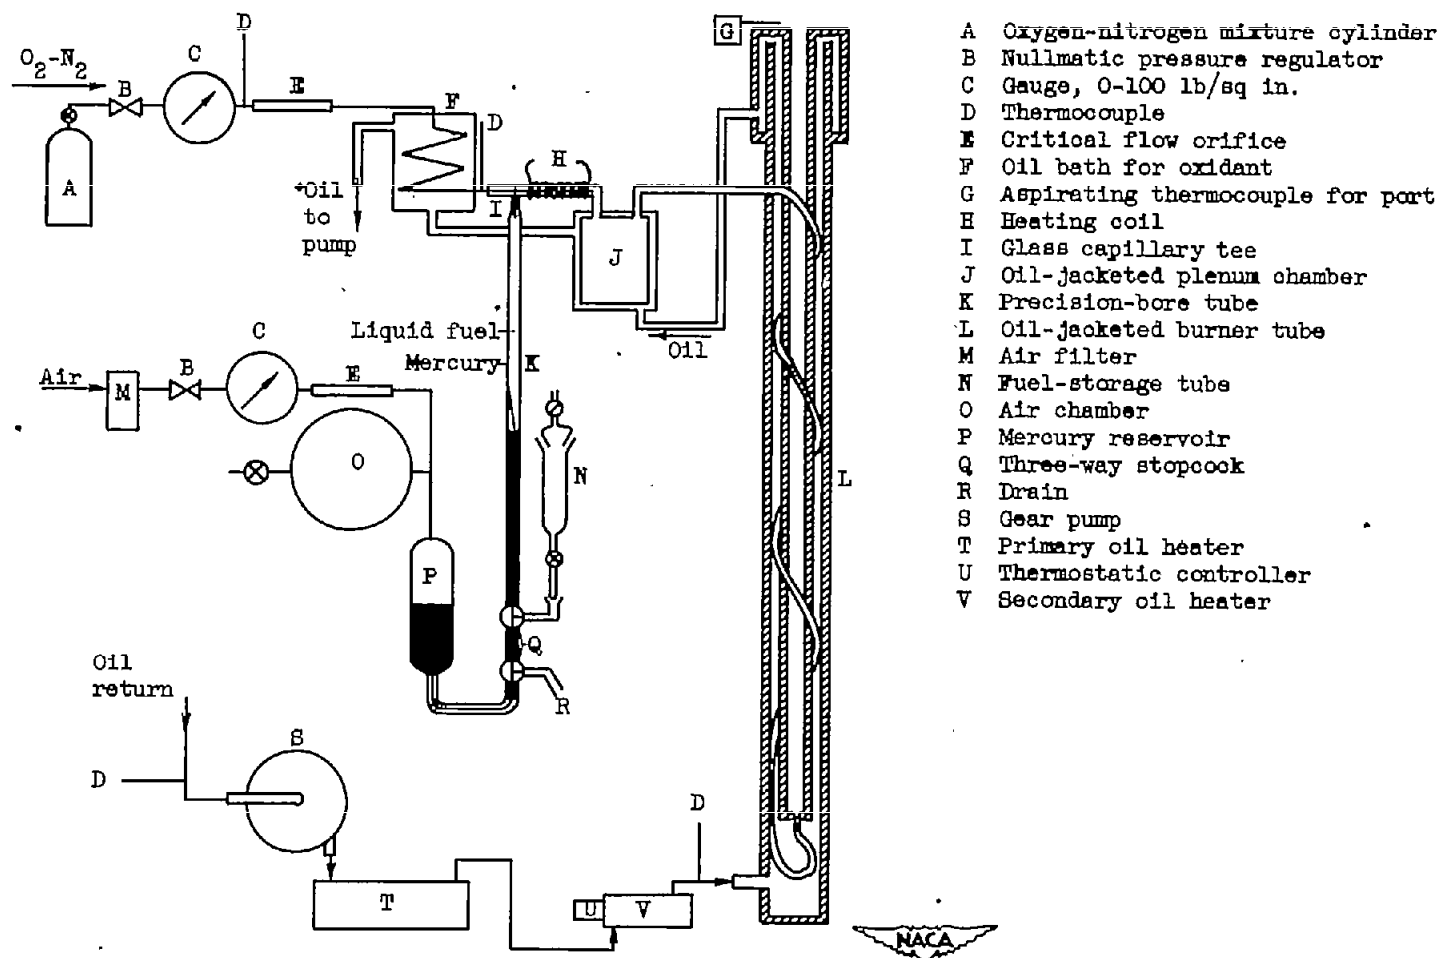 D
G
C
O2-N2
B
E
F
D
H
A
Oil
to
pump
I
J
Liquid fuel
Mercury
K
Oil
C
B
E
Air
M
O
N
L
P
Q
R
Oil
return
S
D
D
T
U
V
A Oxygen-nitrogen mixture cylinder
B Nullmatic pressure regulator
C Gauge, 0-100 lb/sq in.
D Thermocouple
E Critical flow orifice
F Oil bath for oxidant
G Aspirating thermocouple for port
H Heating coil
I Glass capillary tee
J Oil-jacketed plenum chamber
K Precision-bore tube
L Oil-jacketed burner tube
M Air filter
N Fuel-storage tube
O Air chamber
P Mercury reservoir
Q Three-way stopcock
R Drain
S Gear pump
T Primary oil heater
U Thermostatic controller
V Secondary oil heater
NACA